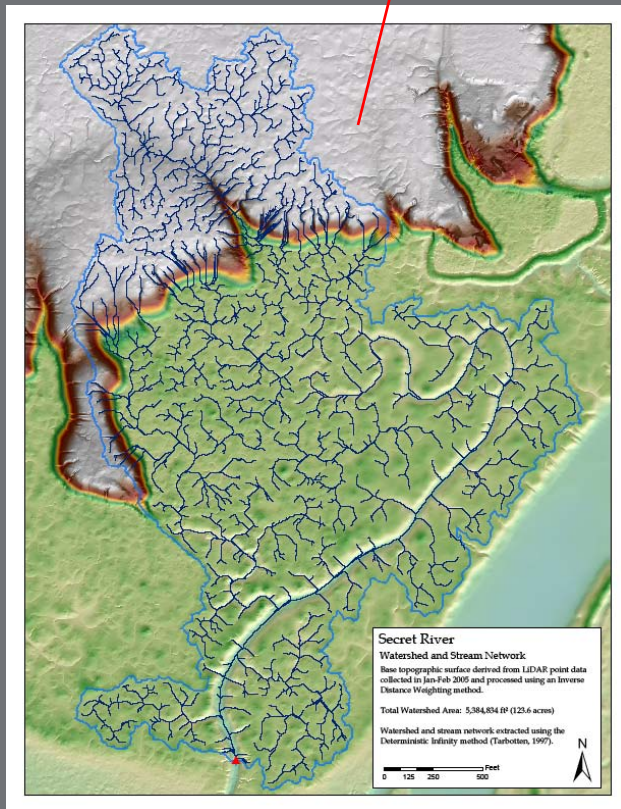 Secret River
Watershed and Stream Network
Base topographic surface derived from LiDAR point data
collected in Jan-Feb 2005 and processed using an Inverse
Distance Weighting method.
Total Watershed Area: 5,384,834 ft² (123.6 acres)
Watershed and stream network extracted using the
Deterministic Infinity method (Tarbotten, 1997).
N
Feet
0 125 250 500